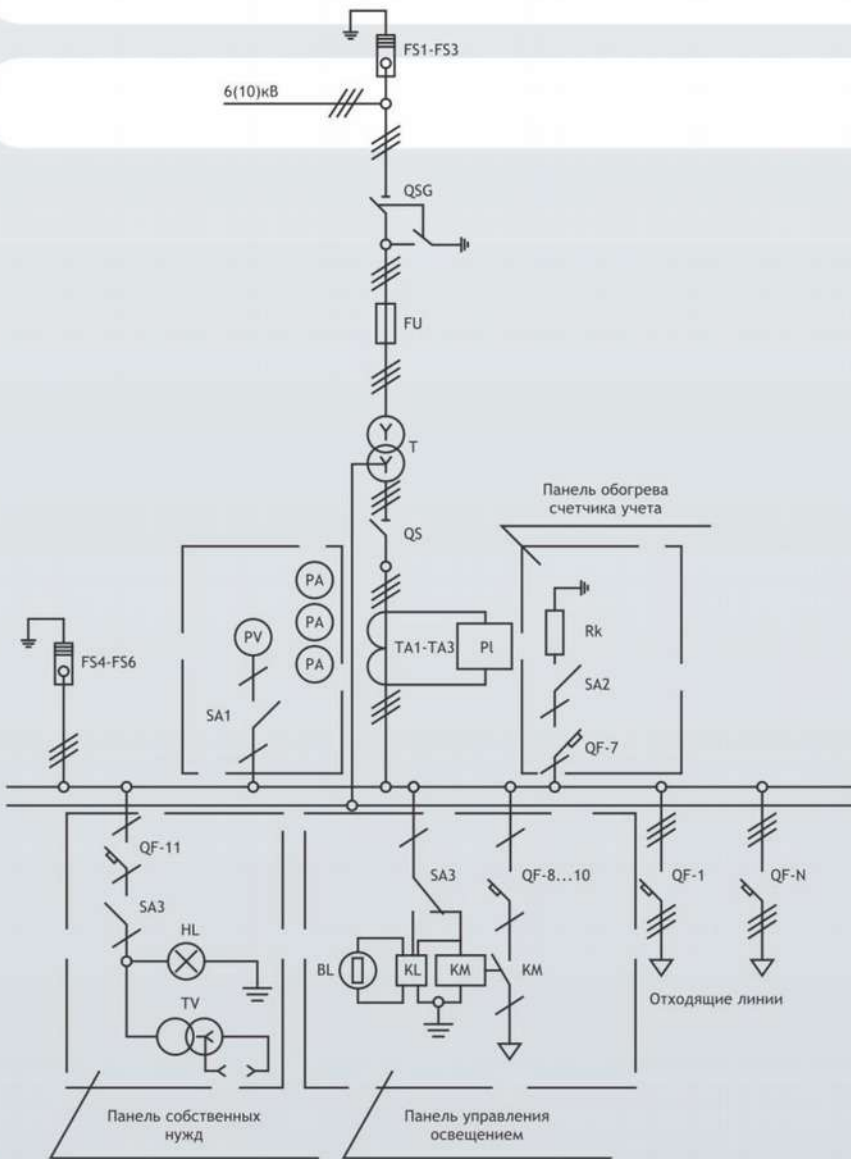 FS1-FS3
6(10)кВ
QSG
FU
T
QS
Панель обогрева
счетчика учета
PA
PA
PA
PV
SA1
TA1-TA3
PI
Rk
SA2
QF-7
FS4-FS6
QF-11
SA3
HL
TV
SA3
QF-8...10
BL
KL
KM
KM
QF-1
QF-N
Отходящие линии
Панель собственных
нужд
Панель управления
освещением